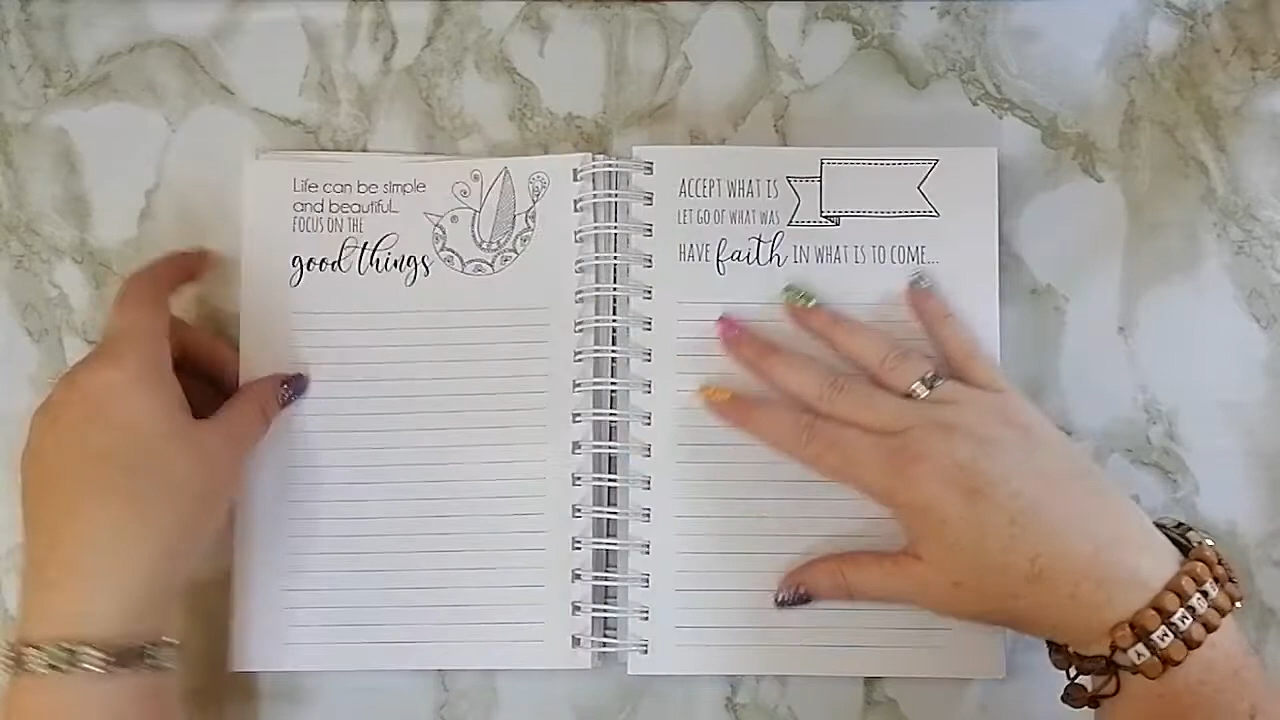 Life can be simple
and beautiful...
FOCUS ON THE
good things
ACCEPT WHAT IS
LET GO OF WHAT WAS
HAVE faith IN WHAT IS TO COME...